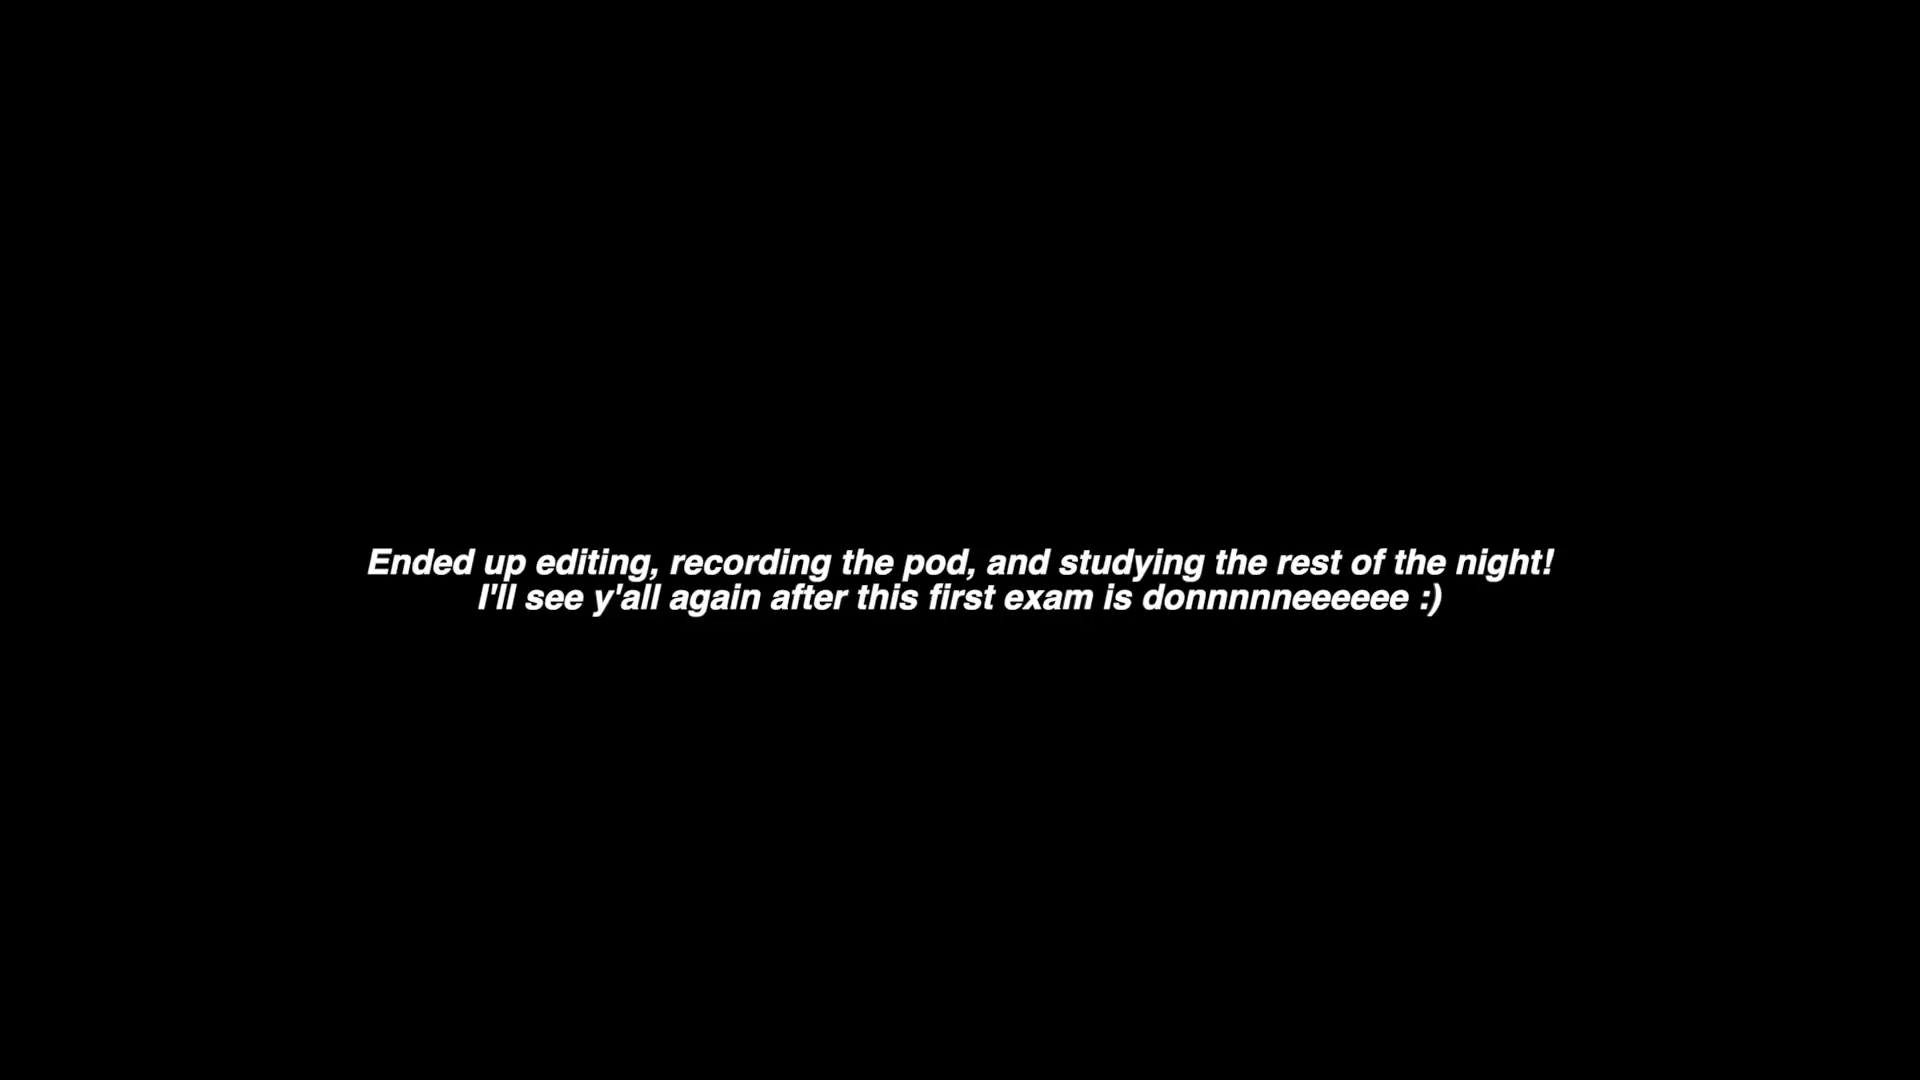 Ended up editing, recording the pod, and studying the rest of the night!
I'll see y'all again after this first exam is donnnnneeeeee :)